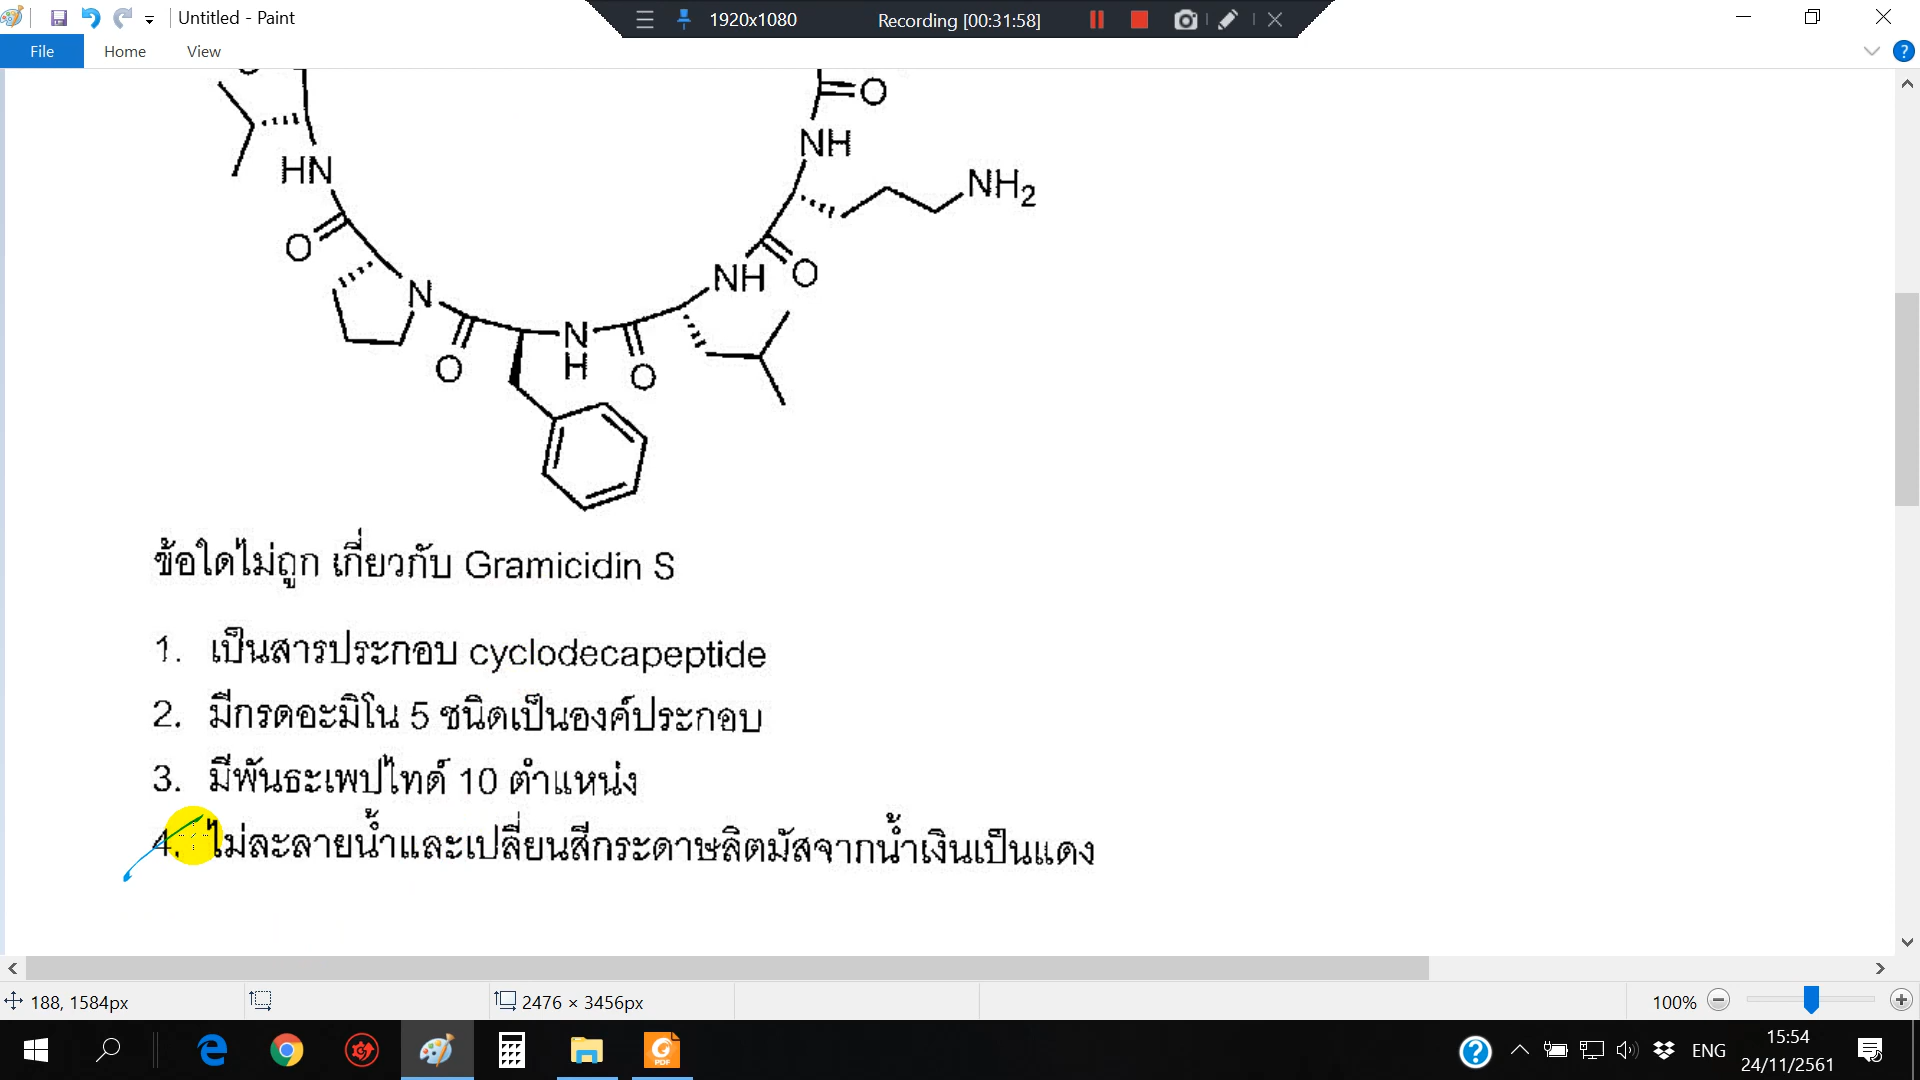 Untitled - Paint
1920x1080
Recording [00:31:58]
File
Home
View
O
NH
HN
NH2
O
NH
O
N
N
H
O
O
ข้อใดไม่ถูก เกี่ยวกับ Gramicidin S
1. เป็นสารประกอบ cyclodecapeptide
2. มีกรดอะมิโน 5 ชนิดเป็นองค์ประกอบ
3. มีพันธะเพปไทด์ 10 ตำแหน่ง
4. ไม่ละลายน้ำและเปลี่ยนสีกระดาษลิตมัสจากน้ำเงินเป็นแดง
188, 1584px
2476 × 3456px
100%
PDF
ENG
15:54
24/11/2561